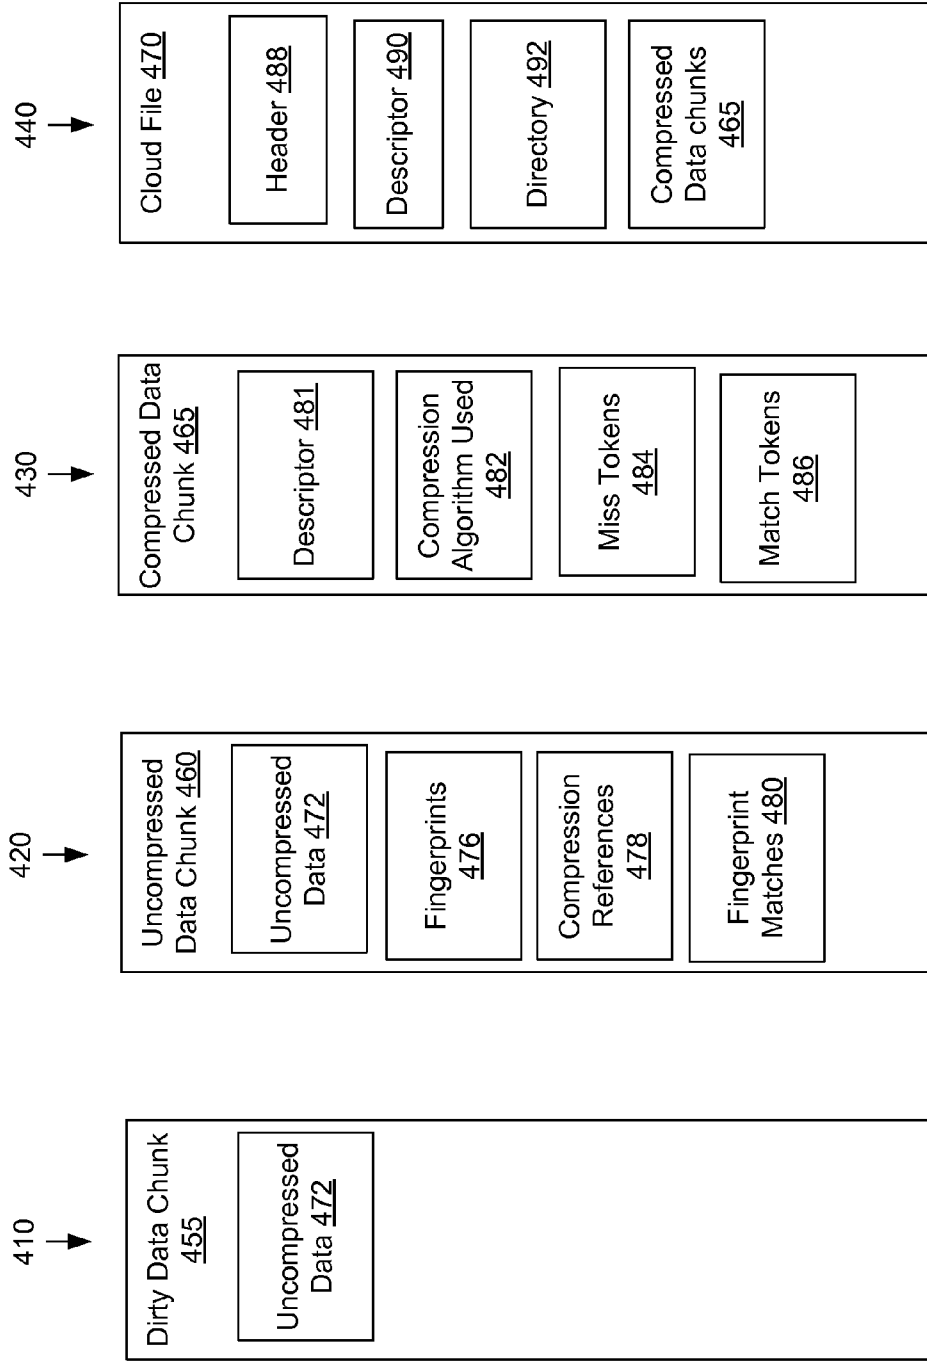 410
Dirty Data Chunk
455
Uncompressed
Data 472
420
Uncompressed
Data Chunk 460
Uncompressed
Data 472
Fingerprints
476
Compression
References
478
Fingerprint
Matches 480
430
Compressed Data
Chunk 465
Descriptor 481
Compression
Algorithm Used
482
Miss Tokens
484
Match Tokens
486
440
Cloud File 470
Header 488
Descriptor 490
Directory 492
Compressed
Data chunks
465